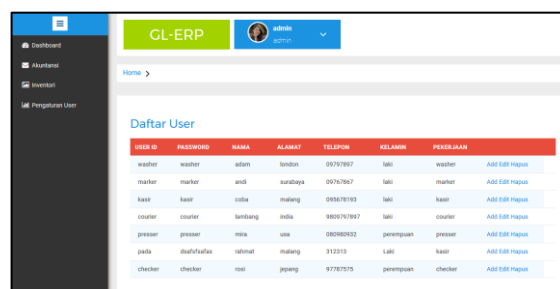 GL-ERP
admin
admin
Dashboard
Akuntansi
Inventori
Pengaturan User
Home >
Daftar User
USER ID PASSWORD NAMA ALAMAT TELEPON KELAMIN PEKERJAAN
washer washer adam london 09797897 laki washer Add Edit Hapus
marker marker andi surabaya 09767867 laki marker Add Edit Hapus
kasir kasir coba malang 095678193 laki kasir Add Edit Hapus
courier courier lambang india 9809797897 laki courier Add Edit Hapus
presser presser mira usa 080980932 perempuan presser Add Edit Hapus
pada dsafsfsafas rahmat malang 312313 Laki kasir Add Edit Hapus
checker checker rosi jepang 97787575 perempuan checker Add Edit Hapus